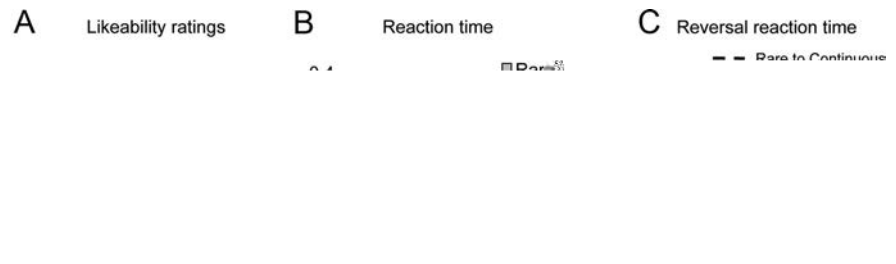 A Likeability ratings
B Reaction time
C Reversal reaction time
Rare to Continuous